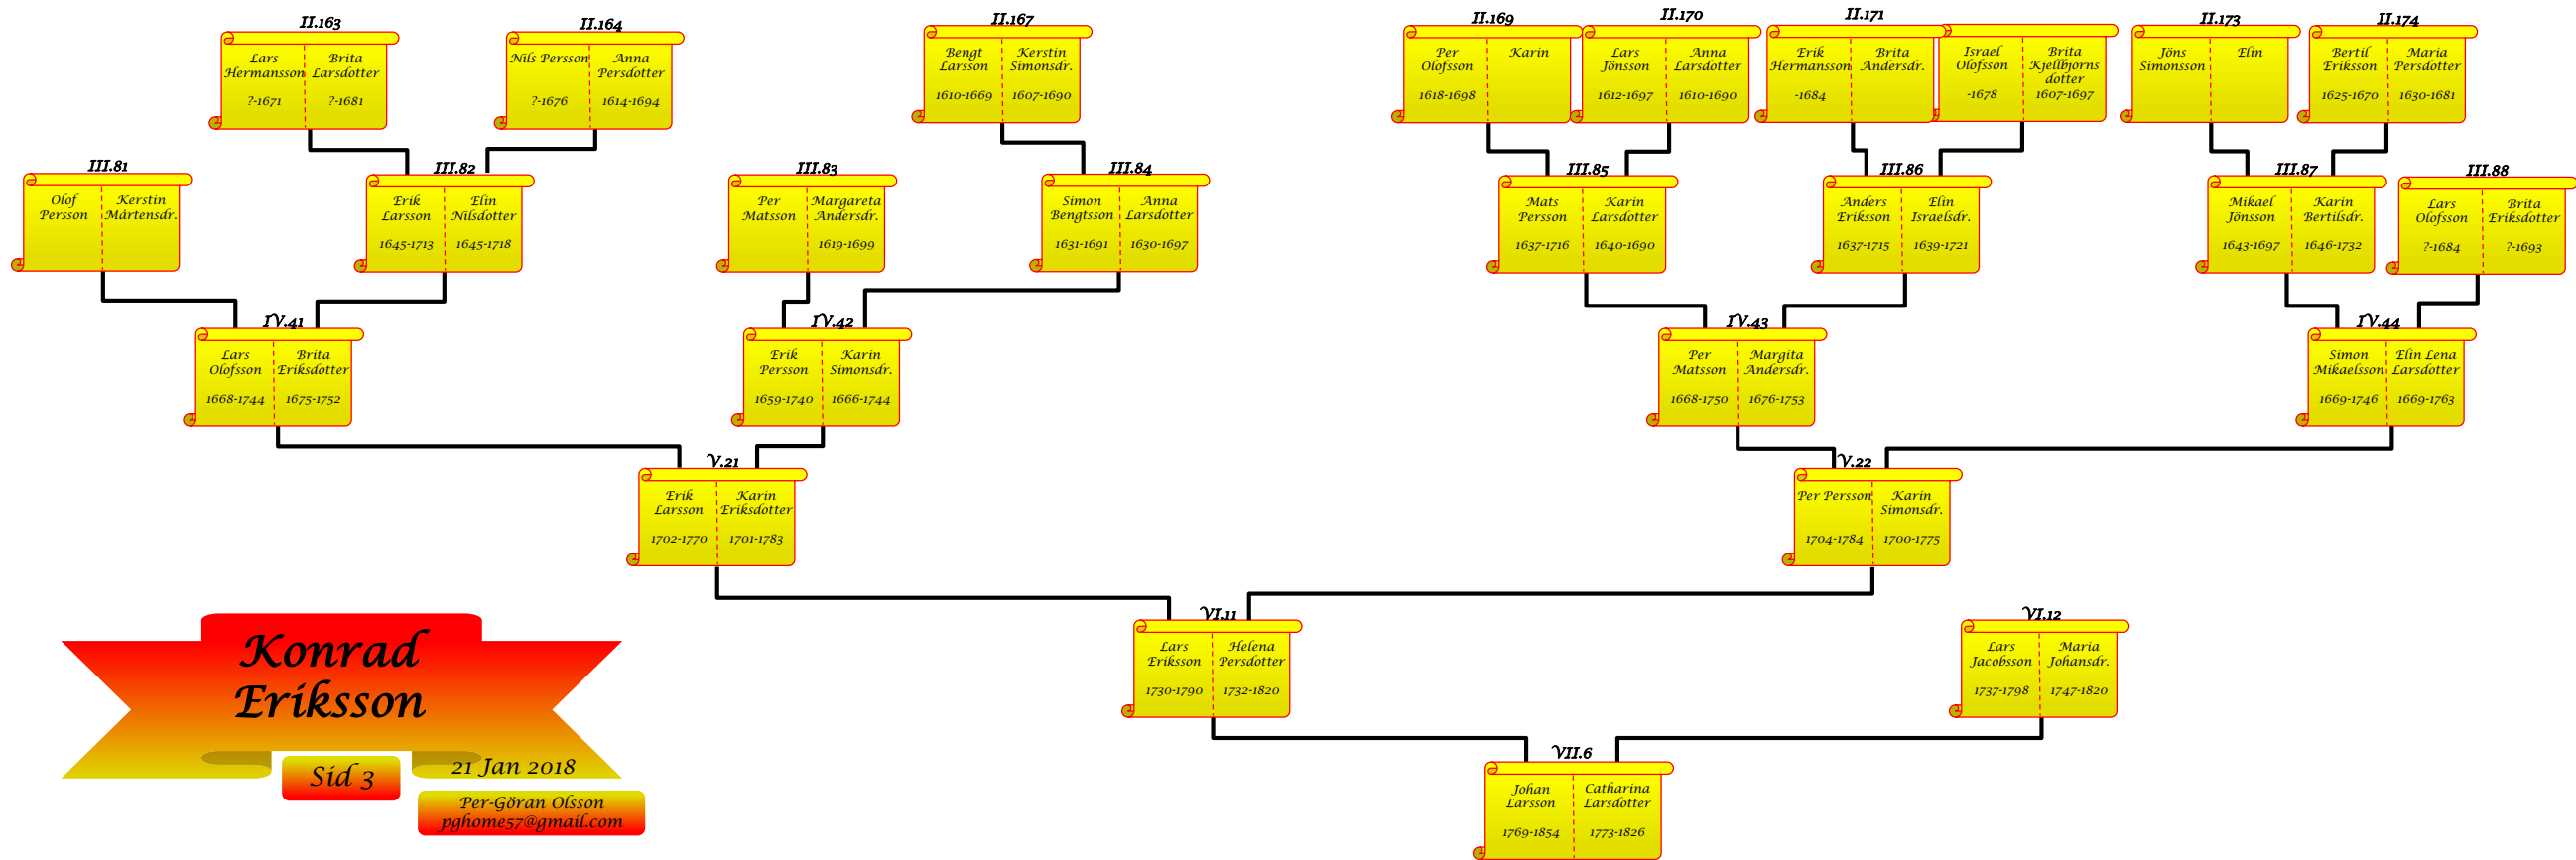 II.163
Lars
Hermansson
?-1671
Brita
Larsdotter
?-1681
II.164
Nils Persson
?-1676
Anna
Persdotter
1614-1694
II.167
Bengt
Larsson
1610-1669
Kerstin
Simonsdr.
1607-1690
II.169
Per
Olofsson
1618-1698
Karin
II.170
Lars
Jönsson
1612-1697
Anna
Larsdotter
1610-1690
II.171
Erik
Hermansson
-1684
Brita
Andersdr.
Israel
Olofsson
-1678
Brita
Kjellbjörns
dotter
1607-1697
II.173
Jöns
Simonsson
Elin
II.174
Bertil
Eriksson
1625-1670
Maria
Persdotter
1630-1681
III.81
Olof
Persson
Kerstin
Mårtensdr.
III.82
Erik
Larsson
1645-1713
Elin
Nilsdotter
1645-1718
III.83
Per
Matsson
Margareta
Andersdr.
1619-1699
III.84
Simon
Bengtsson
1631-1691
Anna
Larsdotter
1630-1697
III.85
Mats
Persson
1637-1716
Karin
Larsdotter
1640-1690
III.86
Anders
Eriksson
1637-1715
Elin
Israelsdr.
1639-1721
III.87
Mikael
Jönsson
1643-1697
Karin
Bertilsdr.
1646-1732
III.88
Lars
Olofsson
?-1684
Brita
Eriksdotter
?-1693
IV.41
Lars
Olofsson
1668-1744
Brita
Eriksdotter
1675-1752
IV.42
Erik
Persson
1659-1740
Karin
Simonsdr.
1666-1744
IV.43
Per
Matsson
1668-1750
Margita
Andersdr.
1676-1753
IV.44
Simon
Mikaelsson
1669-1746
Elin Lena
Larsdotter
1669-1763
V.21
Erik
Larsson
1702-1770
Karin
Eriksdotter
1701-1783
V.22
Per Persson
1704-1784
Karin
Simonsdr.
1700-1775
VI.11
Lars
Eriksson
1730-1790
Helena
Persdotter
1732-1820
VI.12
Lars
Jacobsson
1737-1798
Maria
Johansdr.
1747-1820
VII.6
Johan
Larsson
1769-1854
Catharina
Larsdotter
1773-1826
Konrad
Eriksson
Sid 3
21 Jan 2018
Per-Göran Olsson
pghome57@gmail.com